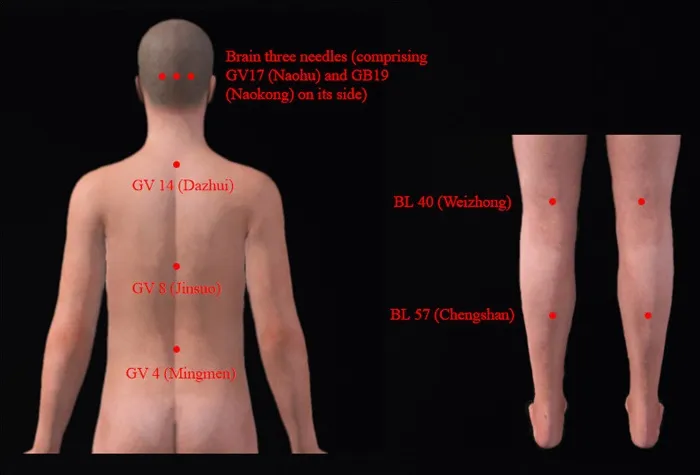 Brain three needles (comprising
GV17 (Naohu) and GB19
(Naokong) on its side)
GV 14 (Dazhui)
GV 8 (Jinsuo)
GV 4 (Mingmen)
BL 40 (Weizhong)
BL 57 (Chengshan)